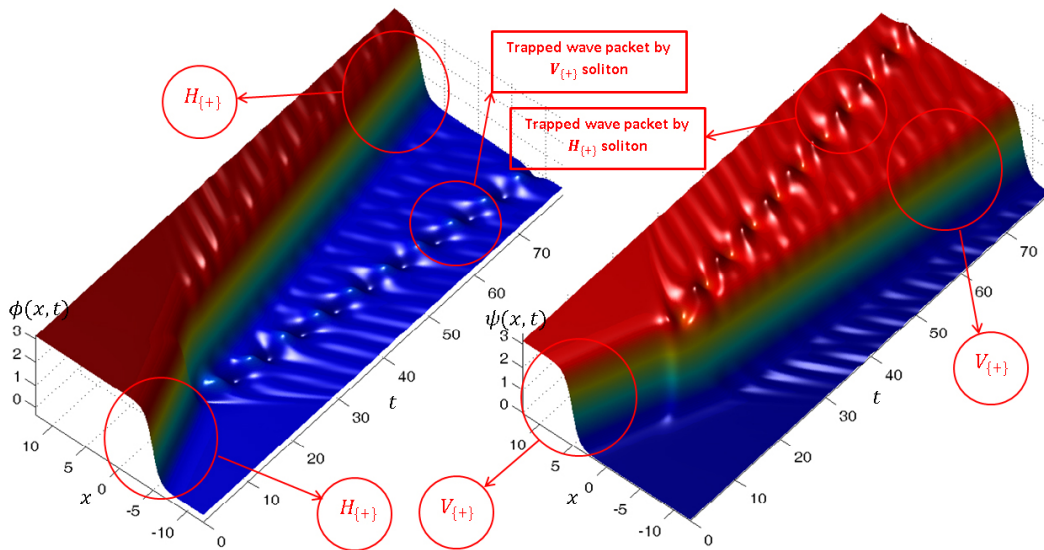 Trapped wave packet by
V{+} soliton
Trapped wave packet by
H{+} soliton
H{+}
ϕ(x,t)
3
2
1
0
10
5
0
-5
-10
x
0
10
20
30
40
50
60
70
t
H{+}
ψ(x,t)
3
2
1
0
10
5
0
-5
-10
x
0
10
20
30
40
50
60
70
t
V{+}
V{+}